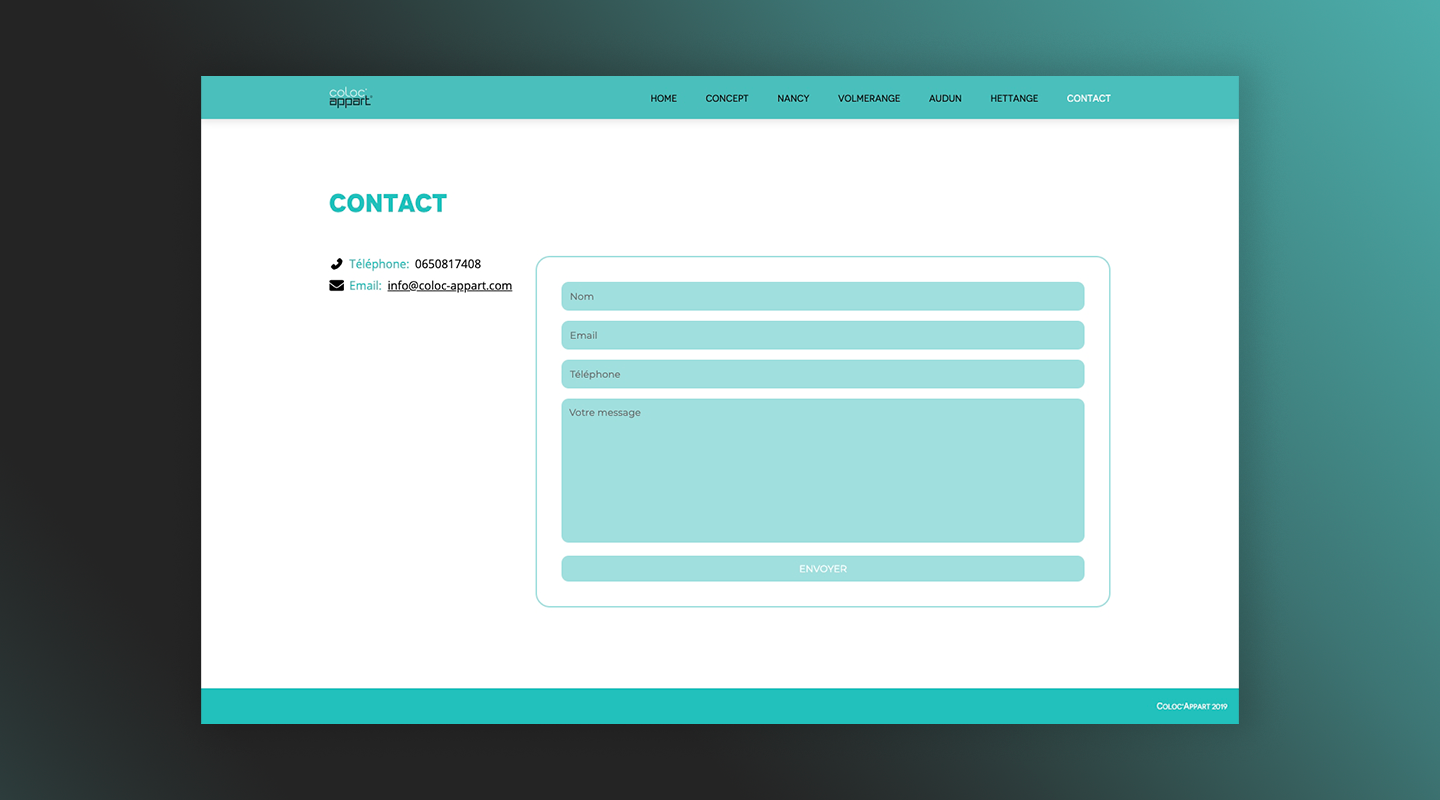 coloc'
appart'
HOME CONCEPT NANCY VOLMERANGE AUDUN HETTANGE CONTACT
CONTACT
Téléphone: 0650817408
Email: info@coloc-appart.com
Nom
Email
Téléphone
Votre message
ENVOYER
Coloc'Appart 2019